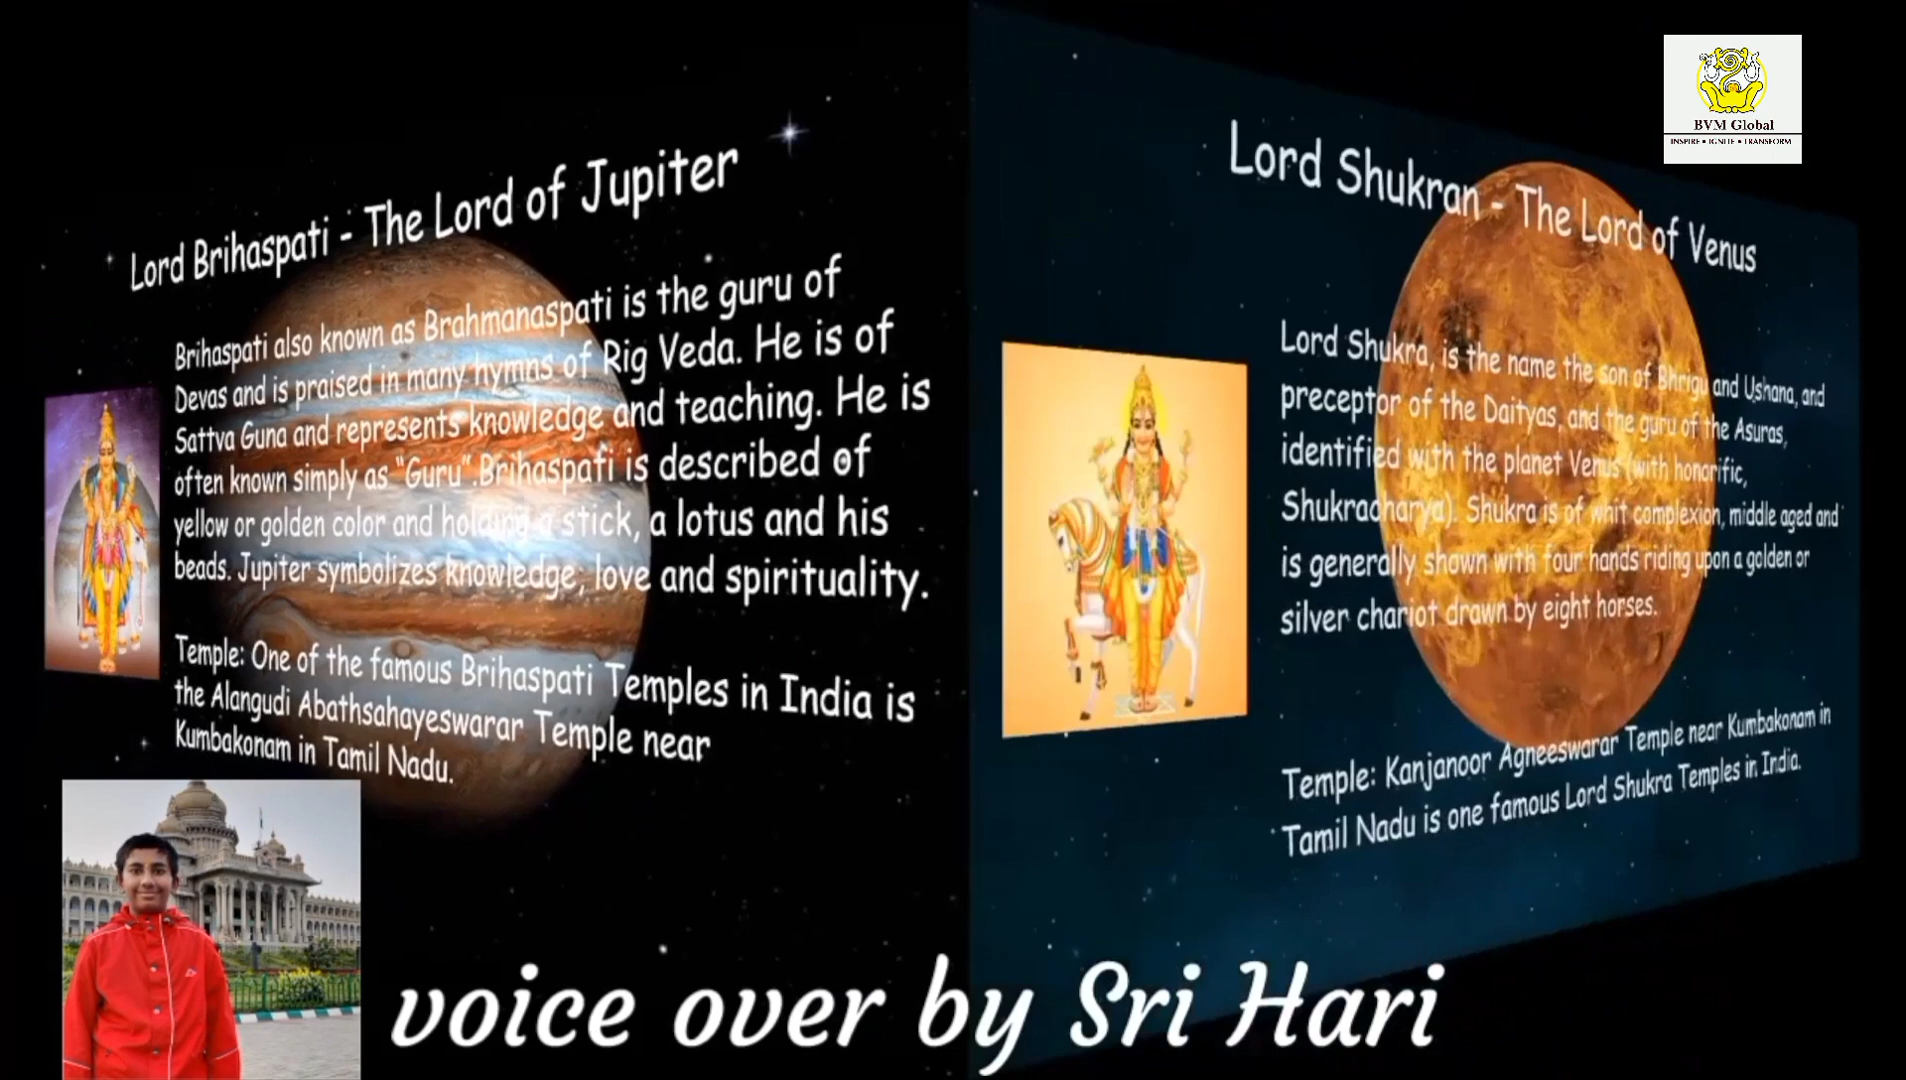 Lord Brihaspati - The Lord of Jupiter
Brihaspati also known as Brahmanaspati is the guru of
Devas and is praised in many hymns of Rig Veda. He is of
Sattva Guna and represents knowledge and teaching. He is
often known simply as "Guru".Brihaspati is described of
yellow or golden color and holding a stick, a lotus and his
beads. Jupiter symbolizes knowledge, love and spirituality.
Temple: One of the famous Brihaspati Temples in India is
the Alangudi Abathsahayeswarar Temple near
Kumbakonam in Tamil Nadu.
Lord Shukran - The Lord of Venus
Lord Shukra, is the name the son of Bhrigu and Ushana, and
preceptor of the Daityas, and the guru of the Asuras,
identified with the planet Venus (with honorific,
Shukracharya). Shukra is of whit complexion, middle aged and
is generally shown with four hands riding upon a golden or
silver chariot drawn by eight horses.
Temple: Kanjanoor Agneeswarar Temple near Kumbakonam in
Tamil Nadu is one famous Lord Shukra Temples in India.
BVM Global
INSPIRE • IGNITE • TRANSFORM
voice over by Sri Hari